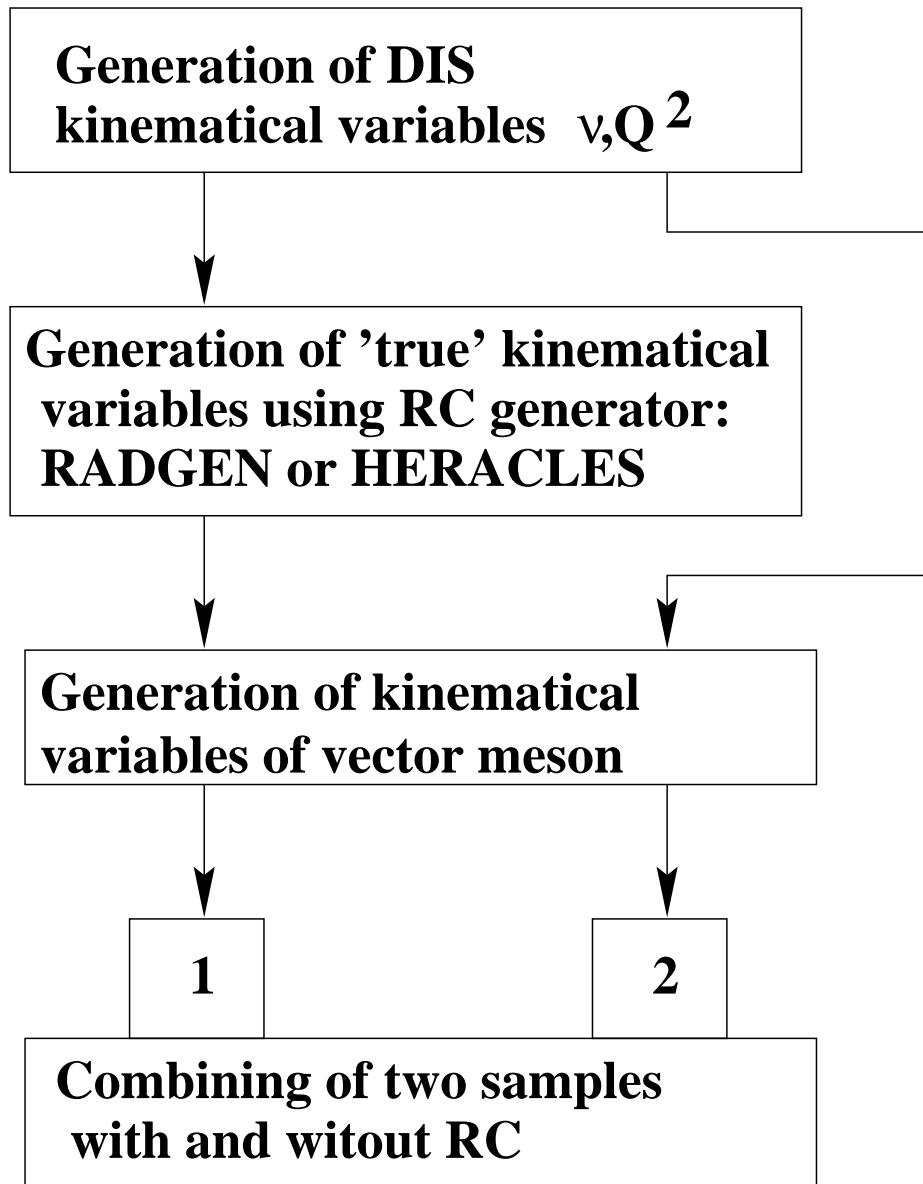 Generation of DIS
kinematical variables ν,Q 2
Generation of ’true’ kinematical
variables using RC generator:
RADGEN or HERACLES
Generation of kinematical
variables of vector meson
1
2
Combining of two samples
with and witout RC